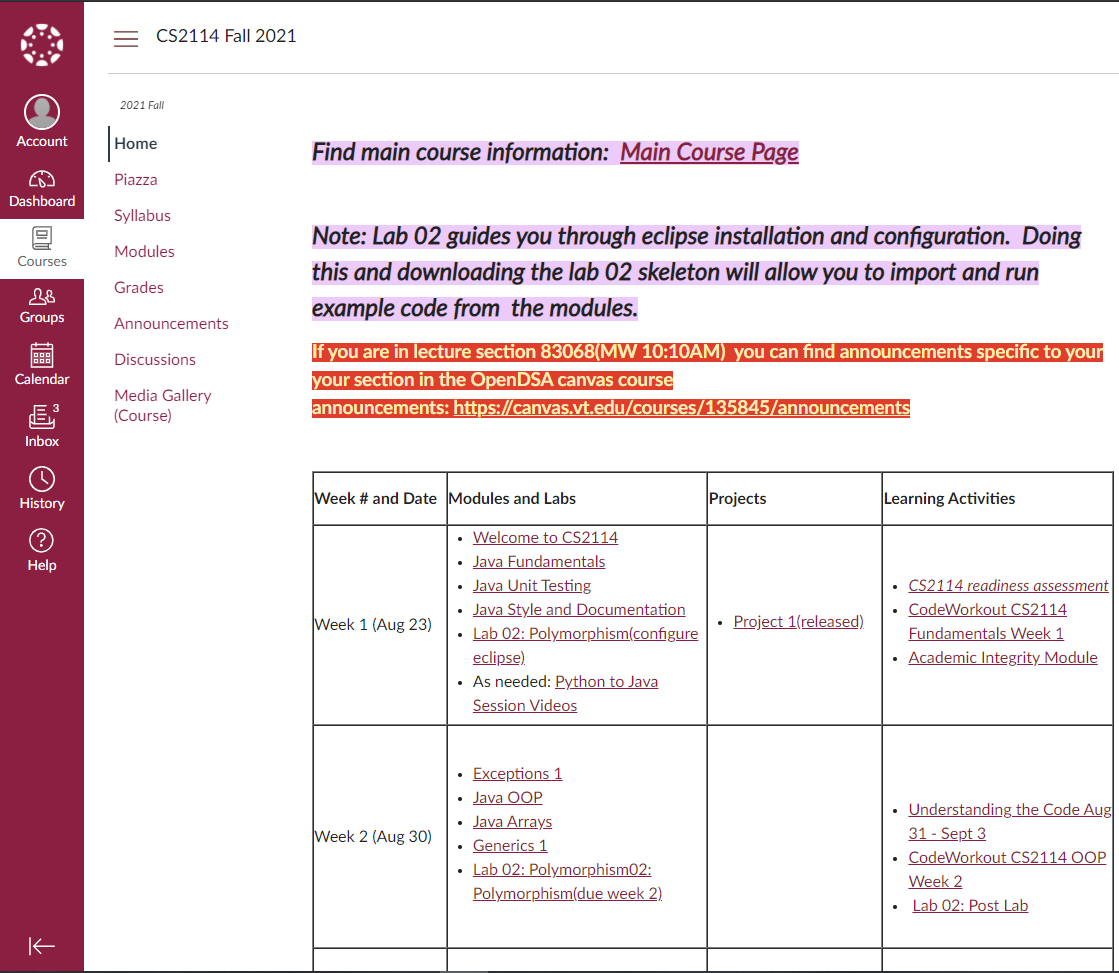 CS2114 Fall 2021
Account
Dashboard
Courses
Groups
Calendar
3
Inbox
History
Help
2021 Fall
Home
Piazza
Syllabus
Modules
Grades
Announcements
Discussions
Media Gallery
(Course)
Find main course information:  Main Course Page
Note: Lab 02 guides you through eclipse installation and configuration.  Doing
this and downloading the lab 02 skeleton will allow you to import and run
example code from  the modules.
If you are in lecture section 83068(MW 10:10AM)  you can find announcements specific to your
your section in the OpenDSA canvas course
announcements: https://canvas.vt.edu/courses/135845/announcements
Week # and Date
Modules and Labs
Projects
Learning Activities
Week 1 (Aug 23)
Welcome to CS2114
Java Fundamentals
Java Unit Testing
Java Style and Documentation
Lab 02: Polymorphism(configure
eclipse)
As needed: Python to Java
Session Videos
Project 1(released)
CS2114 readiness assessment
CodeWorkout CS2114
Fundamentals Week 1
Academic Integrity Module
Week 2 (Aug 30)
Exceptions 1
Java OOP
Java Arrays
Generics 1
Lab 02: Polymorphism02:
Polymorphism(due week 2)
Understanding the Code Aug
31 - Sept 3
CodeWorkout CS2114 OOP
Week 2
Lab 02: Post Lab